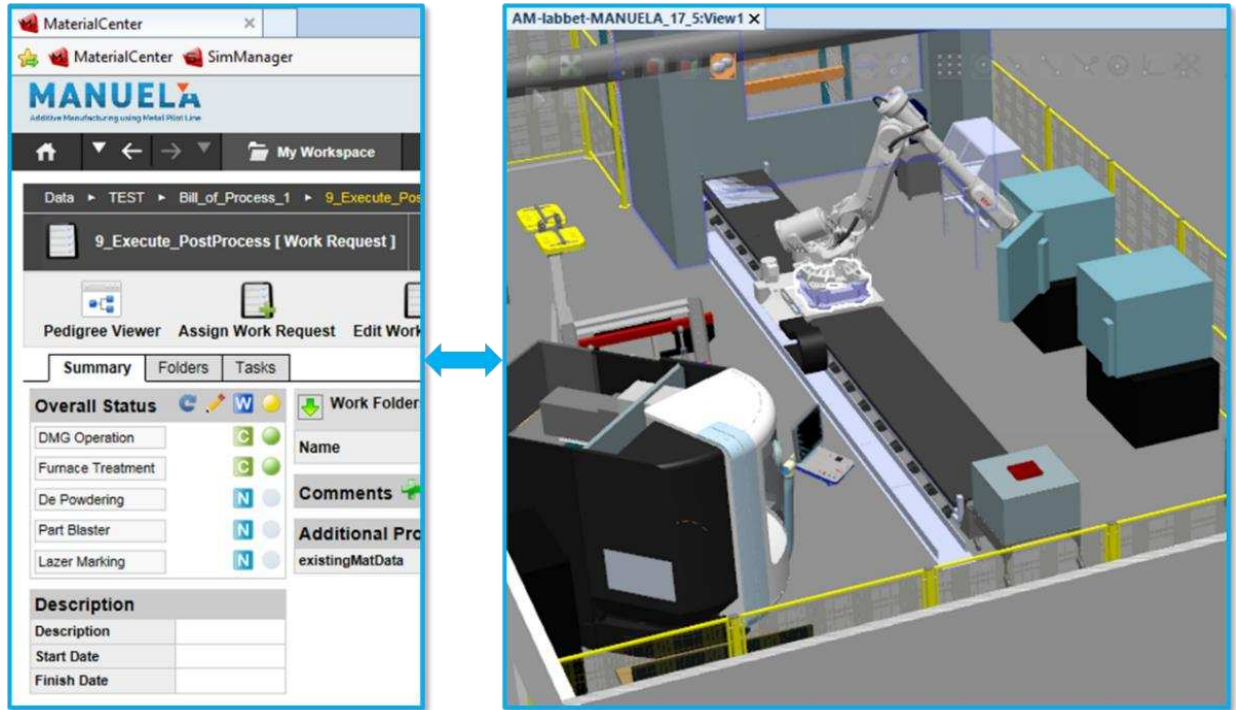 MaterialCenter
MaterialCenter SimManager
MANUELA
Additive Manufacturing using Metal Pilot Line
My Workspace
Data TEST Bill_of_Process_1 9_Execute_Pos
9_Execute_PostProcess [ Work Request ]
Pedigree Viewer Assign Work Request Edit Work
Summary Folders Tasks
Overall Status W Work Folder
DMG Operation C
Name
Furnace Treatment C
De Powdering N
Comments
Part Blaster N
Additional Pro
Lazer Marking N
existingMatData
Description
Description
Start Date
Finish Date
AM-labbet-MANUELA_17_5:View1 X